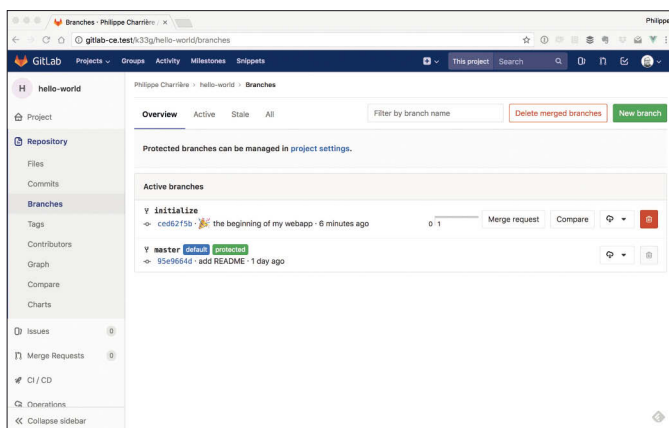 Branches · Philippe Charrière / ×
Philippe
gitlab-ce.test/k33g/hello-world/branches
GitLab Projects Groups Activity Milestones Snippets This project Search
H hello-world
Project
Repository
Files
Commits
Branches
Tags
Contributors
Graph
Compare
Charts
Issues 0
Merge Requests 0
CI / CD
Operations
Collapse sidebar
Philippe Charrière > hello-world > Branches
Overview Active Stale All Filter by branch name Delete merged branches New branch
Protected branches can be managed in project settings.
Active branches
initialize
ced62f5b · the beginning of my webapp · 6 minutes ago 0 1 Merge request Compare
master default protected
95e9664d · add README · 1 day ago